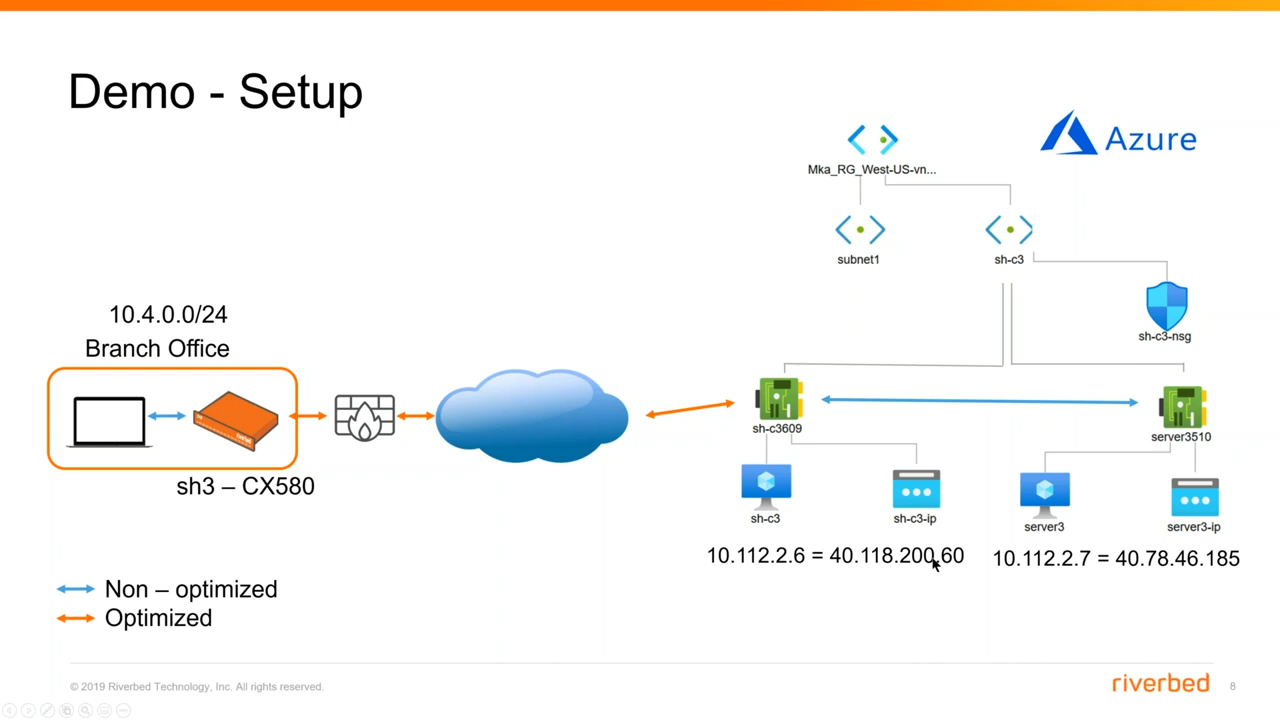 Demo - Setup
Azure
Mka_RG_West-US-vn...
subnet1
sh-c3
sh-c3-nsg
10.4.0.0/24
Branch Office
sh3 – CX580
sh-c3609
server3510
sh-c3
sh-c3-ip
server3
server3-ip
10.112.2.6 = 40.118.200.60
10.112.2.7 = 40.78.46.185
Non – optimized
Optimized
© 2019 Riverbed Technology, Inc. All rights reserved.
riverbed
8